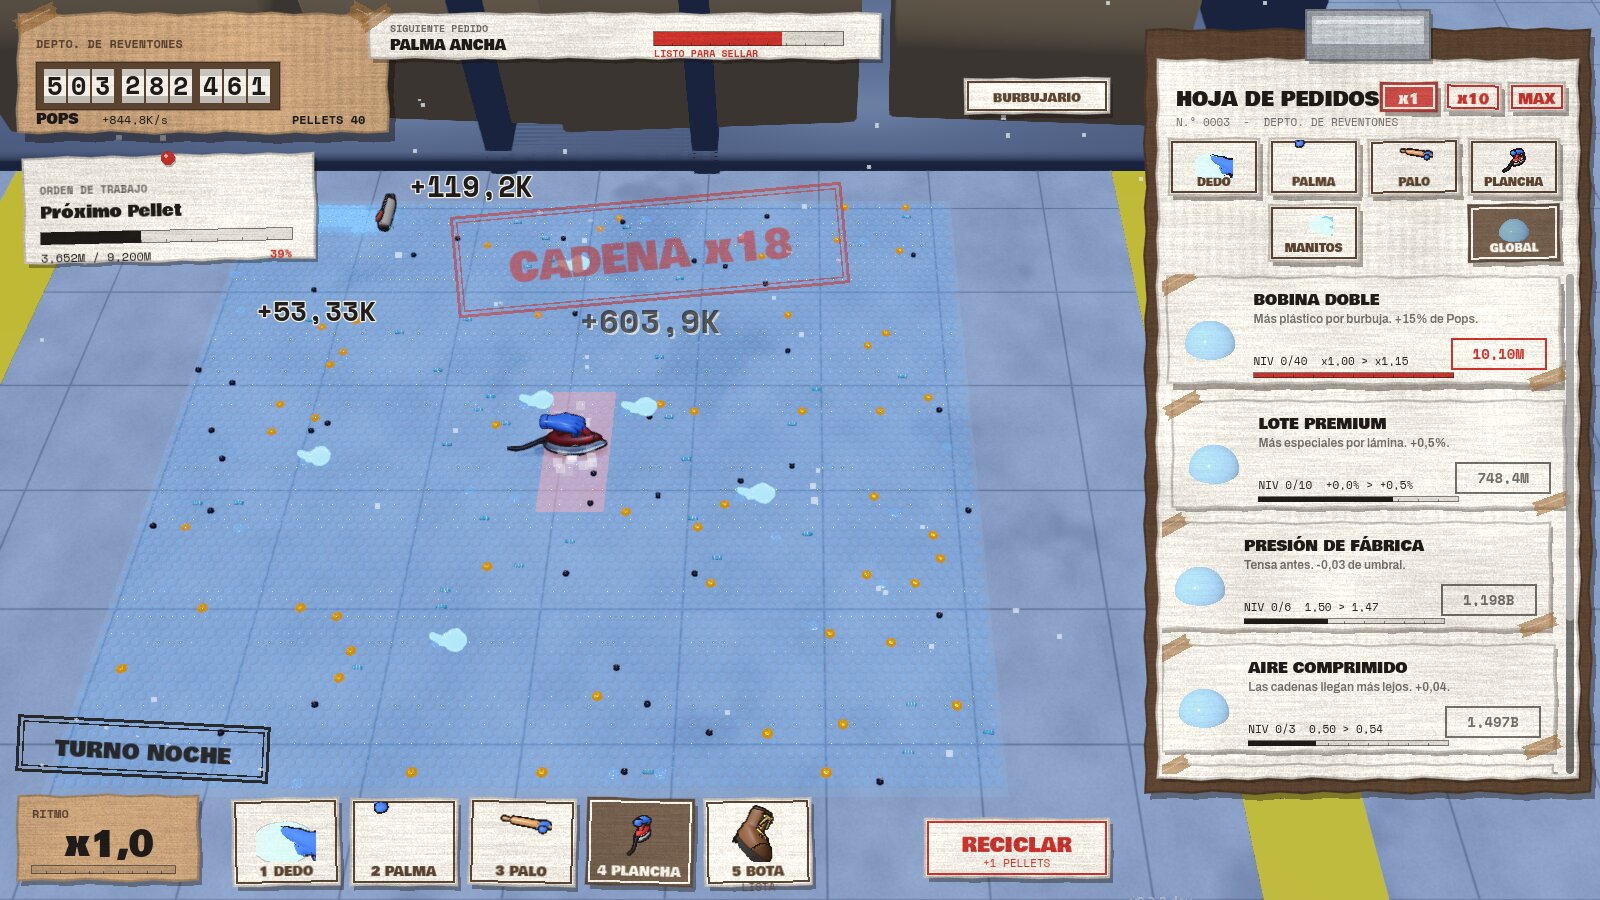 DEPTO. DE REVENTONES
503 282 461
POPS +844,8K/s PELLETS 40
SIGUIENTE PEDIDO
PALMA ANCHA
LISTO PARA SELLAR
BURBUJARIO
ORDEN DE TRABAJO
Próximo Pellet
39%
3,652M / 9,200M
+119,2K
CADENA x18
+53,33K
+603,9K
TURNO NOCHE
RITMO
x1,0
1 DEDO
2 PALMA
3 PALO
4 PLANCHA
5 BOTA
LISTA
RECICLAR
+1 PELLETS
HOJA DE PEDIDOS
x1
x10
MAX
N.° 0003 - DEPTO. DE REVENTONES
DEDO
PALMA
PALO
PLANCHA
MANITOS
GLOBAL
BOBINA DOBLE
Más plástico por burbuja. +15% de Pops.
NIV 0/40 x1,00 > x1,15
10,10M
LOTE PREMIUM
Más especiales por lámina. +0,5%.
NIV 0/10 +0,0% > +0,5%
748,4M
PRESIÓN DE FÁBRICA
Tensa antes. -0,03 de umbral.
NIV 0/6 1,50 > 1,47
1,198B
AIRE COMPRIMIDO
Las cadenas llegan más lejos. +0,04.
NIV 0/3 0,50 > 0,54
1,497B